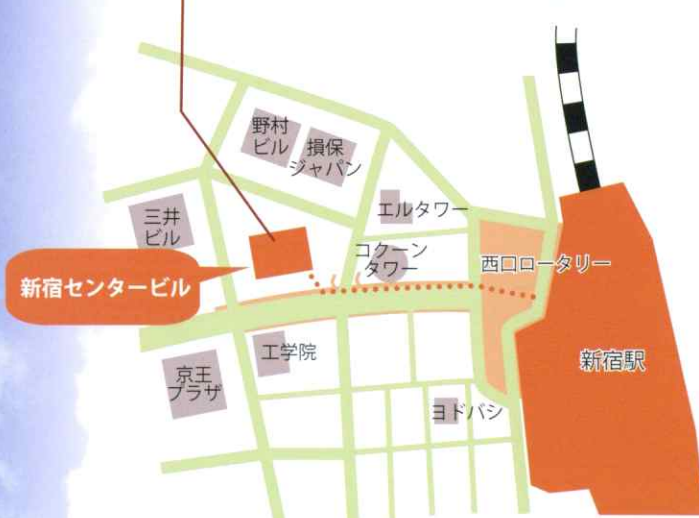 野村
ビル
損保
ジャパン
三井
ビル
エルタワー
コクーン
タワー
西口ロータリー
新宿センタービル
工学院
京王
プラザ
新宿駅
ヨドバシ